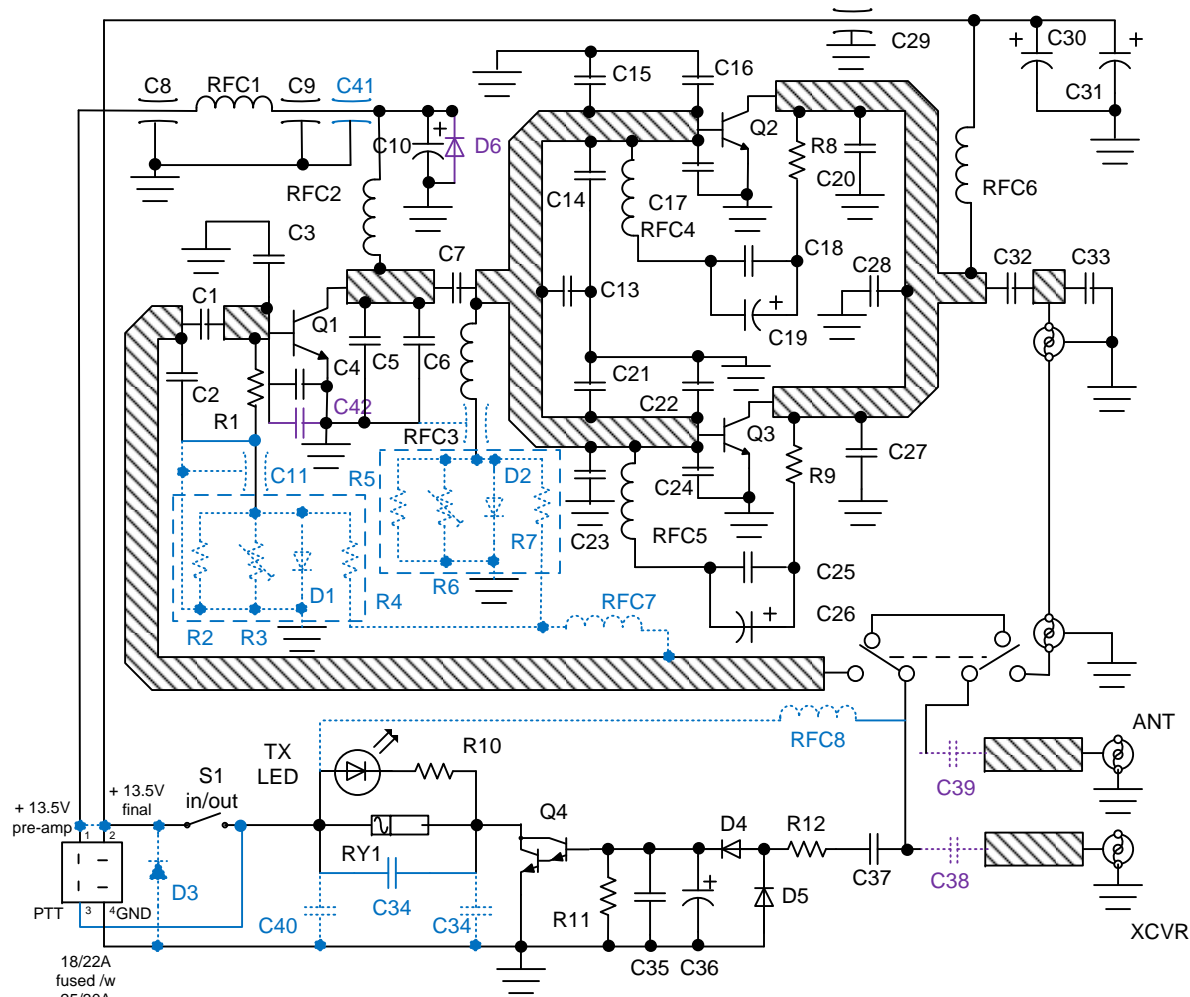 C29
C30
C31
C15
C16
C8
RFC1
C9
C41
Q2
R8
C10
D6
C20
RFC2
C14
C17
RFC4
RFC6
C3
C7
C18
C28
C32
C33
C1
C13
Q1
C19
C4
C5
C6
C2
R1
C42
C21
C22
RFC3
Q3
C27
C11
R5
D2
C24
R9
R7
C23
RFC5
R6
C25
D1
R4
RFC7
C26
R2
R3
ANT
RFC8
TX
LED
R10
C39
S1
in/out
+ 13.5V
final
+ 13.5V
pre-amp
1
2
Q4
D4
R12
RY1
C37
C38
D3
C34
D5
PTT
3
4
GND
C40
C34
R11
XCVR
C35
C36
18/22A
fused /w